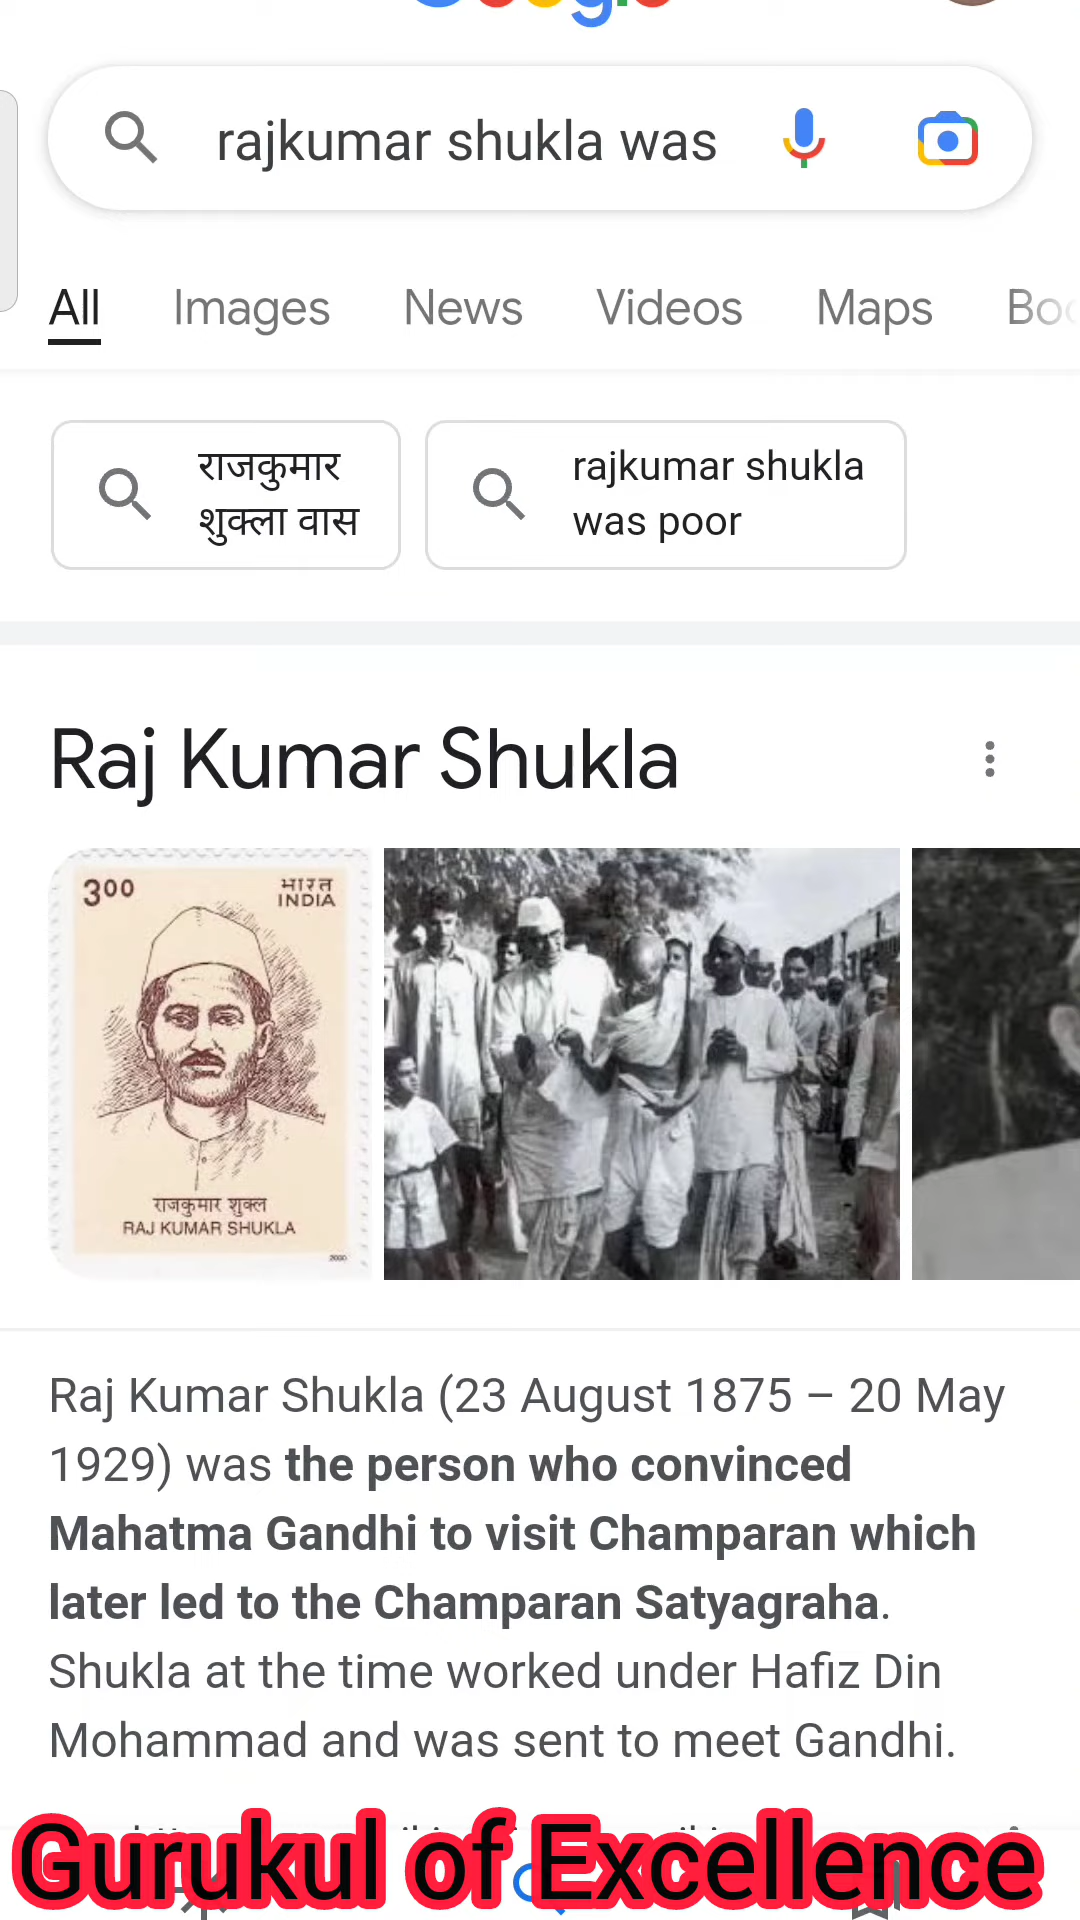 Google
rajkumar shukla was
All Images News Videos Maps
राजकुमार
शुक्ला वास
rajkumar shukla
was poor
Raj Kumar Shukla
300
भारत
INDIA
राजकुमार शुक्ल
RAJ KUMAR SHUKLA
2000
Raj Kumar Shukla (23 August 1875 – 20 May
1929) was the person who convinced
Mahatma Gandhi to visit Champaran which
later led to the Champaran Satyagraha.
Shukla at the time worked under Hafiz Din
Mohammad and was sent to meet Gandhi.
Gurukul of Excellence